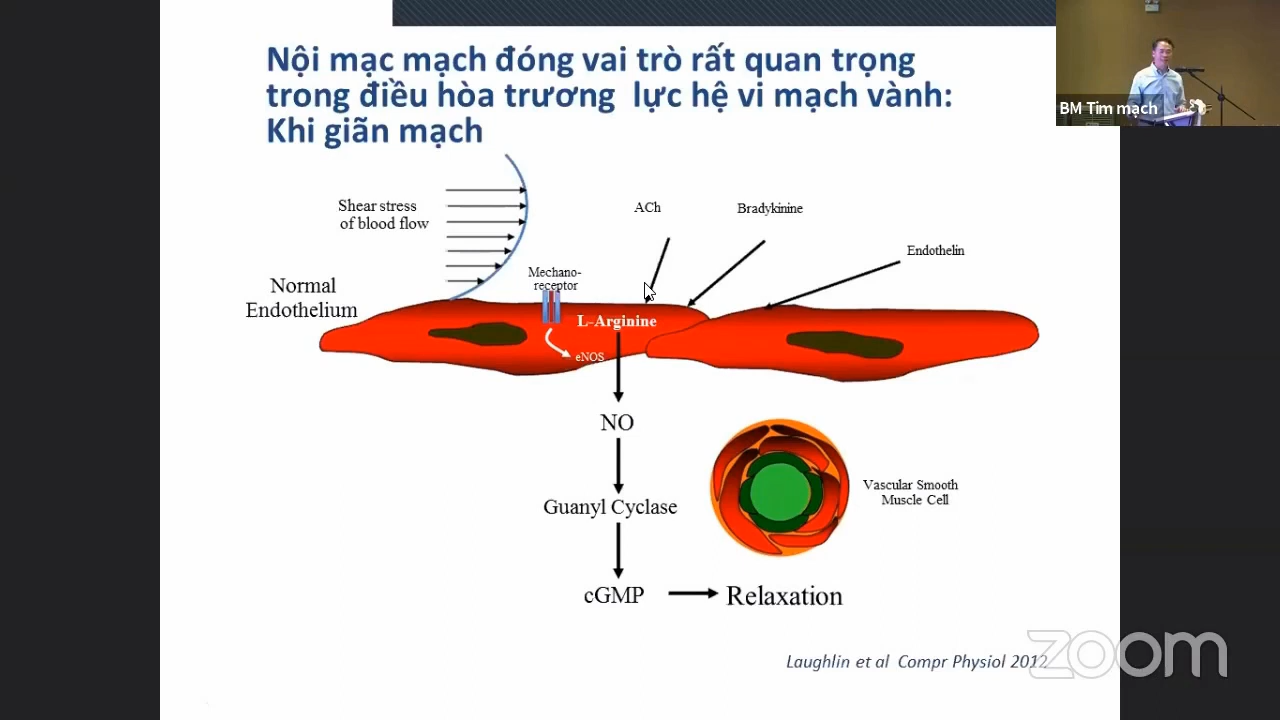 Nội mạc mạch đóng vai trò rất quan trọng
trong điều hòa trương lực hệ vi mạch vành:
Khi giãn mạch
BM Tim mạch
Shear stress
of blood flow
ACh
Bradykinine
Endothelin
Mechano-
receptor
Normal
Endothelium
L-Arginine
eNOS
NO
Guanyl Cyclase
Vascular Smooth
Muscle Cell
cGMP
Relaxation
Laughlin et al Compr Physiol 2012
zoom